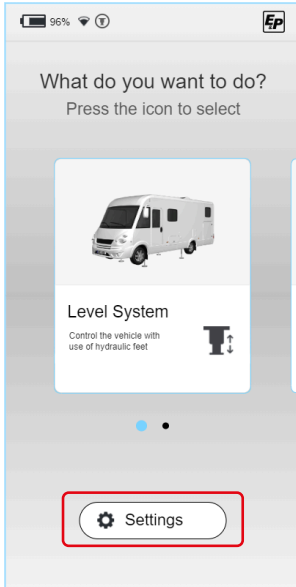 96%
EP
What do you want to do?
Press the icon to select
Level System
Control the vehicle with
use of hydraulic feet
Settings